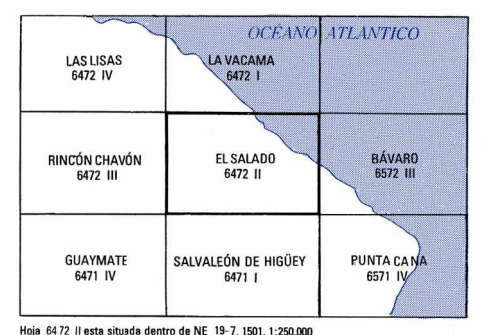 OCÉANO ATLANTICO
LAS LISAS
6472 IV
LA VACAMA
6472 I
RINCÓN CHAVÓN
6472 III
EL SALADO
6472 II
BÁVARO
6572 III
GUAYMATE
6471 IV
SALVALEÓN DE HIGÜEY
6471 I
PUNTA CANA
6571 IV
Hoja 6472 II esta situada dentro de NE 19-7, 1501, 1:250,000